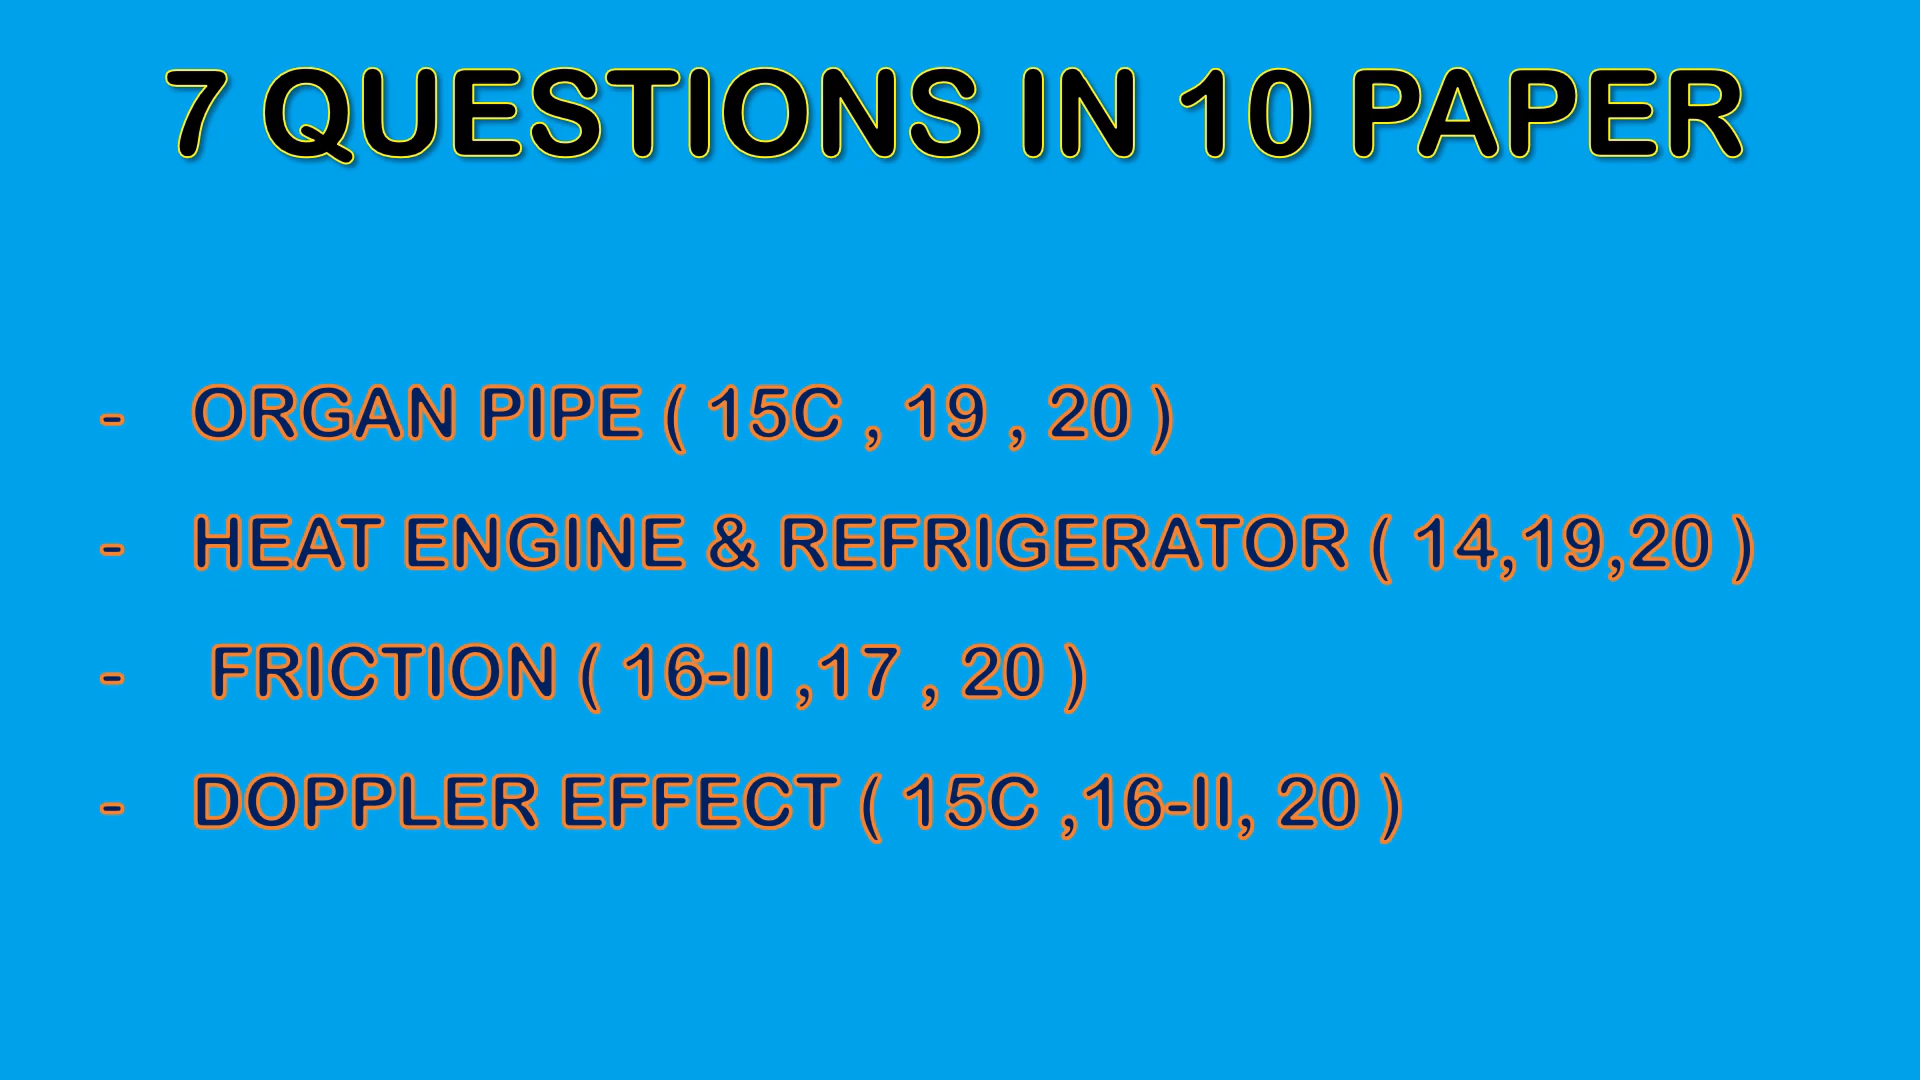 7 QUESTIONS IN 10 PAPER
- ORGAN PIPE ( 15C , 19 , 20 )
- HEAT ENGINE & REFRIGERATOR ( 14,19,20 )
- FRICTION ( 16-II ,17 , 20 )
- DOPPLER EFFECT ( 15C ,16-II, 20 )